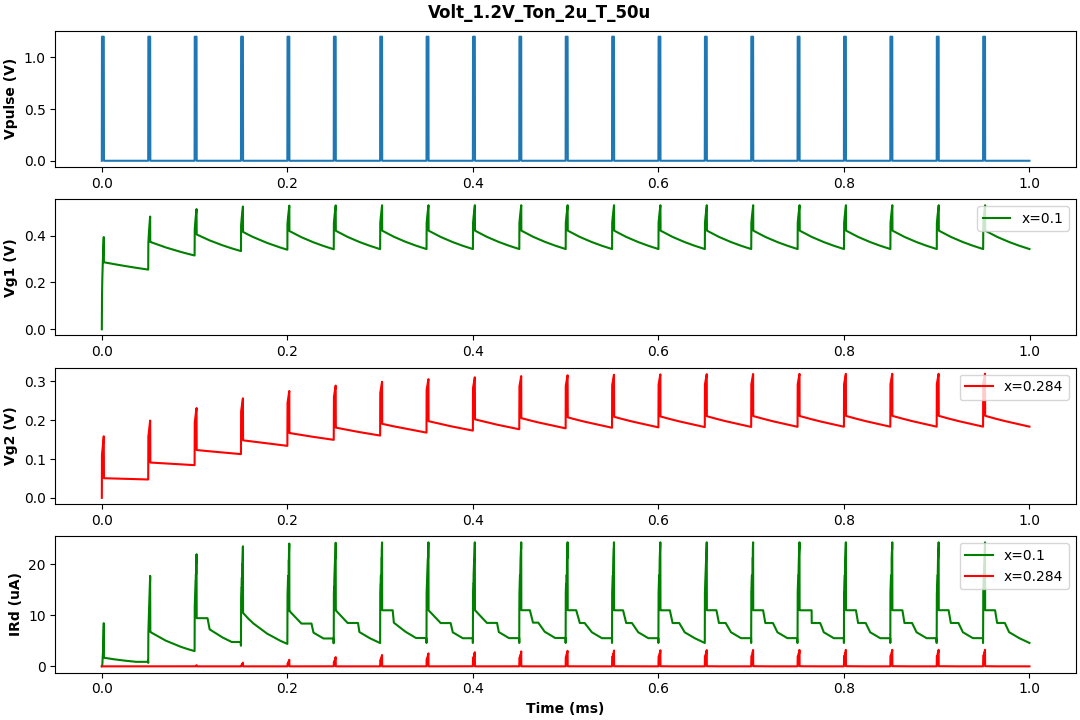 Volt_1.2V_Ton_2u_T_50u
Vpulse (V)
1.0
0.5
0.0
0.0 0.2 0.4 0.6 0.8 1.0
Vg1 (V)
0.4
0.2
0.0
x=0.1
0.0 0.2 0.4 0.6 0.8 1.0
Vg2 (V)
0.3
0.2
0.1
0.0
x=0.284
0.0 0.2 0.4 0.6 0.8 1.0
IRd (uA)
20
10
0
x=0.1
x=0.284
0.0 0.2 0.4 0.6 0.8 1.0
Time (ms)